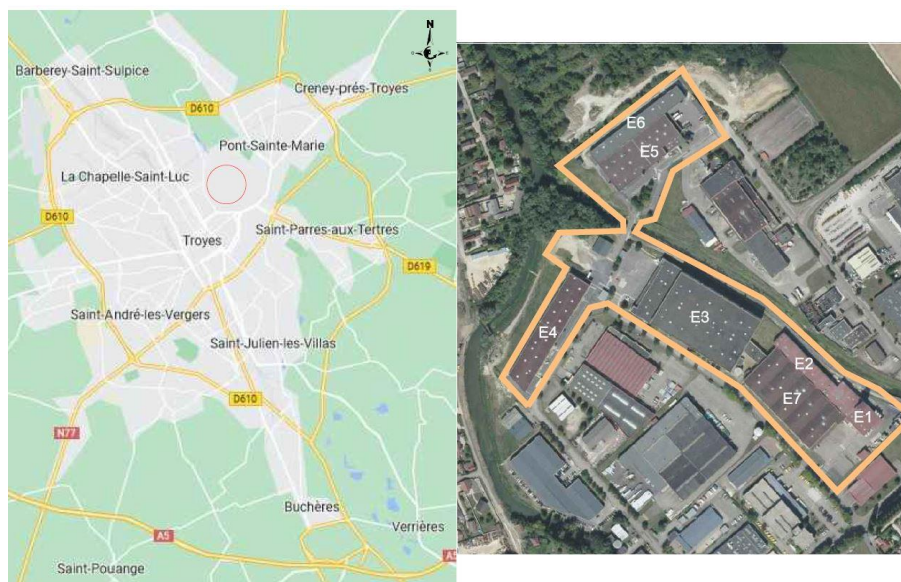 N
Barberey-Saint-Sulpice
Creney-prés-Troyes
D610
Pont-Sainte-Marie
La Chapelle-Saint-Luc
D610
Saint-Parres-aux-Tertres
Troyes
D619
Saint-André-les-Vergers
Saint-Julien-les-Villas
D610
N77
Buchères
Verrières
A5
A5
Saint-Pouange
E6
E5
E3
E4
E2
E7
E1